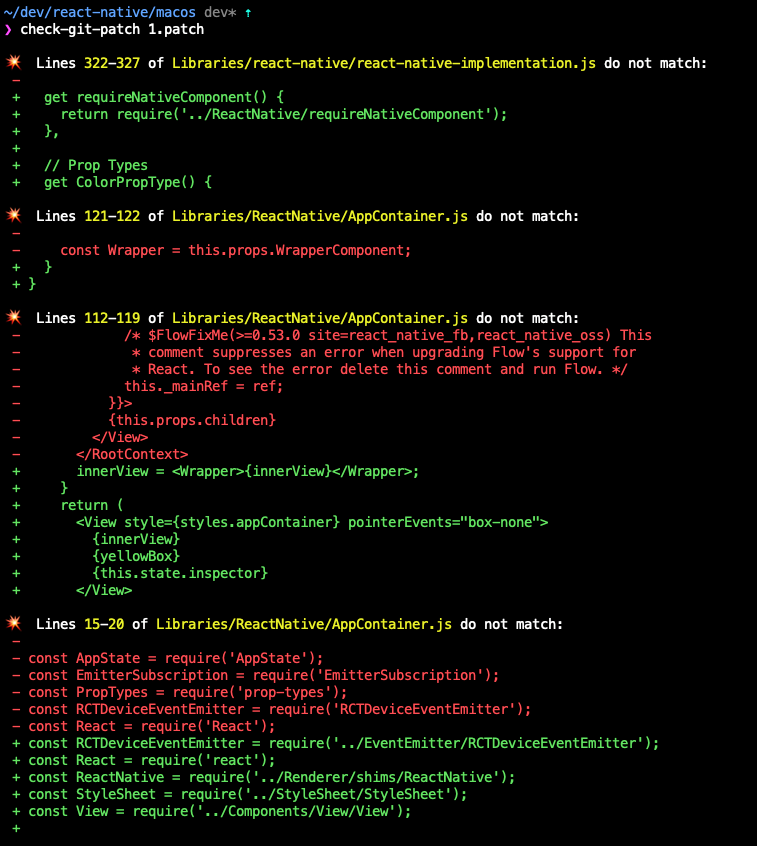 ~/dev/react-native/macos dev* ↑
❯ check-git-patch 1.patch
💥 Lines 322-327 of Libraries/react-native/react-native-implementation.js do not match:
-
+   get requireNativeComponent() {
+     return require('../ReactNative/requireNativeComponent');
+   },
+
+   // Prop Types
+   get ColorPropType() {
💥 Lines 121-122 of Libraries/ReactNative/AppContainer.js do not match:
-
-     const Wrapper = this.props.WrapperComponent;
+   }
+ }
💥 Lines 112-119 of Libraries/ReactNative/AppContainer.js do not match:
-             /* $FlowFixMe(>=0.53.0 site=react_native_fb,react_native_oss) This
-              * comment suppresses an error when upgrading Flow's support for
-              * React. To see the error delete this comment and run Flow. */
-             this._mainRef = ref;
-           }}>
-           {this.props.children}
-         </View>
-       </RootContext>
+       innerView = <Wrapper>{innerView}</Wrapper>;
+     }
+     return (
+       <View style={styles.appContainer} pointerEvents="box-none">
+         {innerView}
+         {yellowBox}
+         {this.state.inspector}
+       </View>
💥 Lines 15-20 of Libraries/ReactNative/AppContainer.js do not match:
-
- const AppState = require('AppState');
- const EmitterSubscription = require('EmitterSubscription');
- const PropTypes = require('prop-types');
- const RCTDeviceEventEmitter = require('RCTDeviceEventEmitter');
- const React = require('React');
+ const RCTDeviceEventEmitter = require('../EventEmitter/RCTDeviceEventEmitter');
+ const React = require('react');
+ const ReactNative = require('../Renderer/shims/ReactNative');
+ const StyleSheet = require('../StyleSheet/StyleSheet');
+ const View = require('../Components/View/View');
+